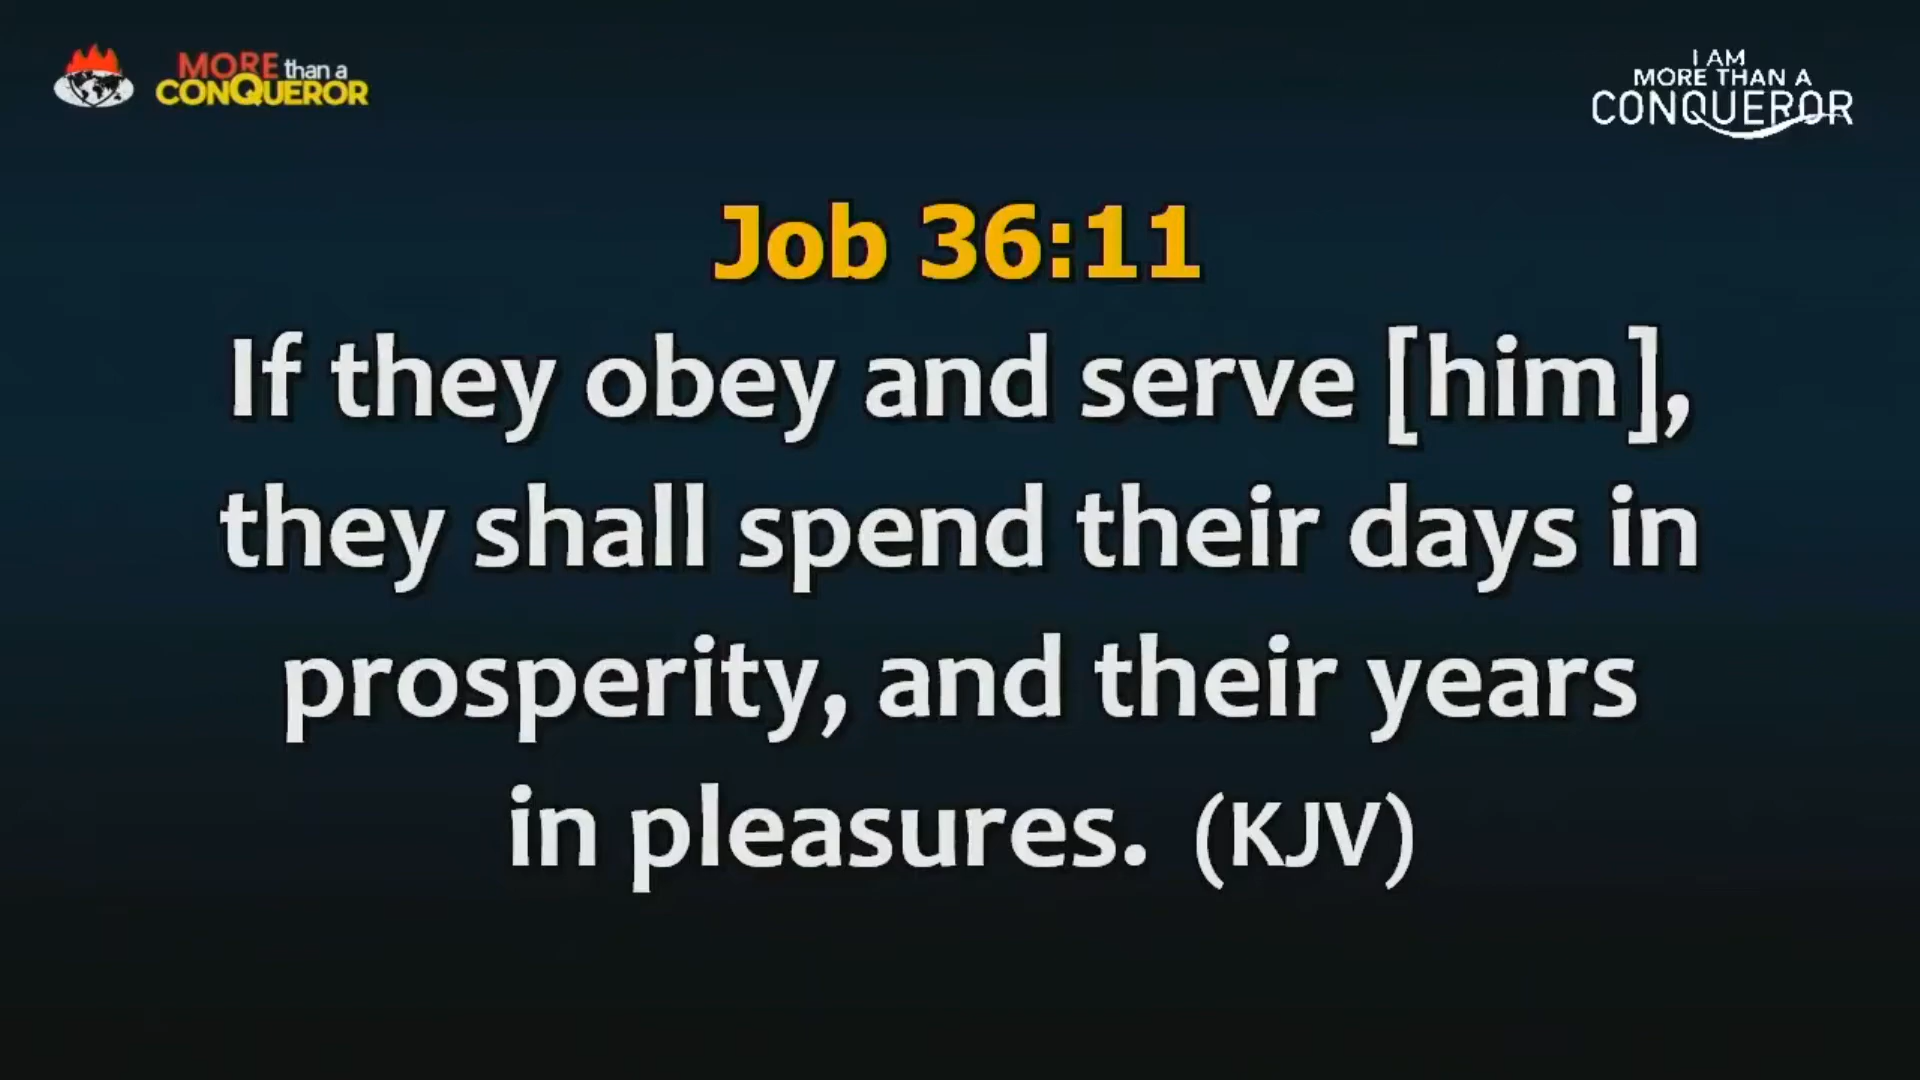 MORE than a
CONQUEROR
I AM
MORE THAN A
CONQUEROR
Job 36:11
If they obey and serve [him],
they shall spend their days in
prosperity, and their years
in pleasures. (KJV)